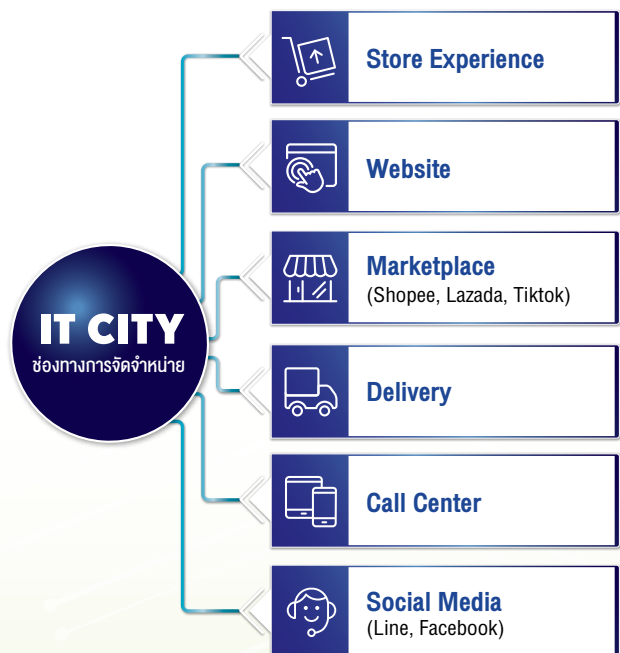 IT CITY
ช่องทางการจัดจำหน่าย
Store Experience
Website
Marketplace
(Shopee, Lazada, Tiktok)
Delivery
Call Center
Social Media
(Line, Facebook)